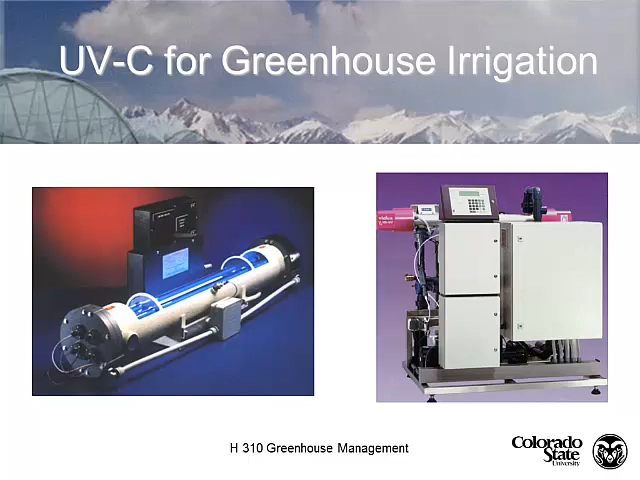 UV-C for Greenhouse Irrigation
H 310 Greenhouse Management
Colorado
State
University